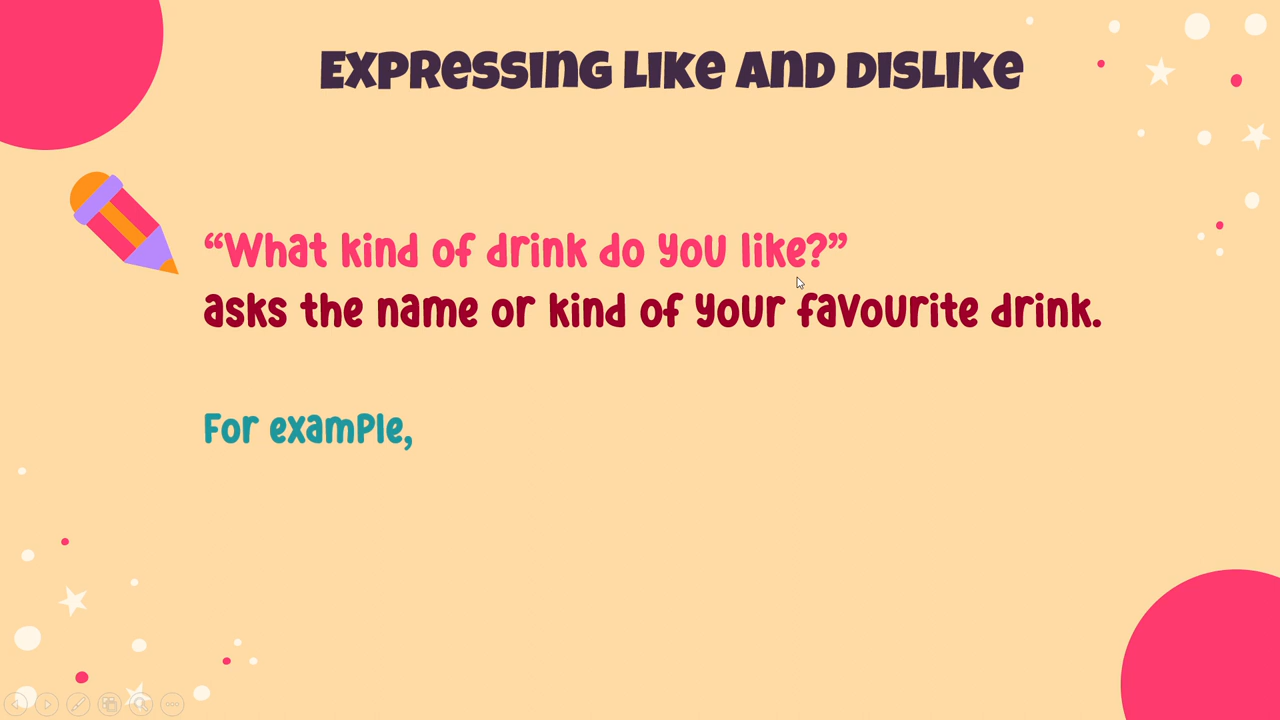 Expressing Like and Dislike
“What kind of drink do you like?”
asks the name or kind of your favourite drink.
For example,